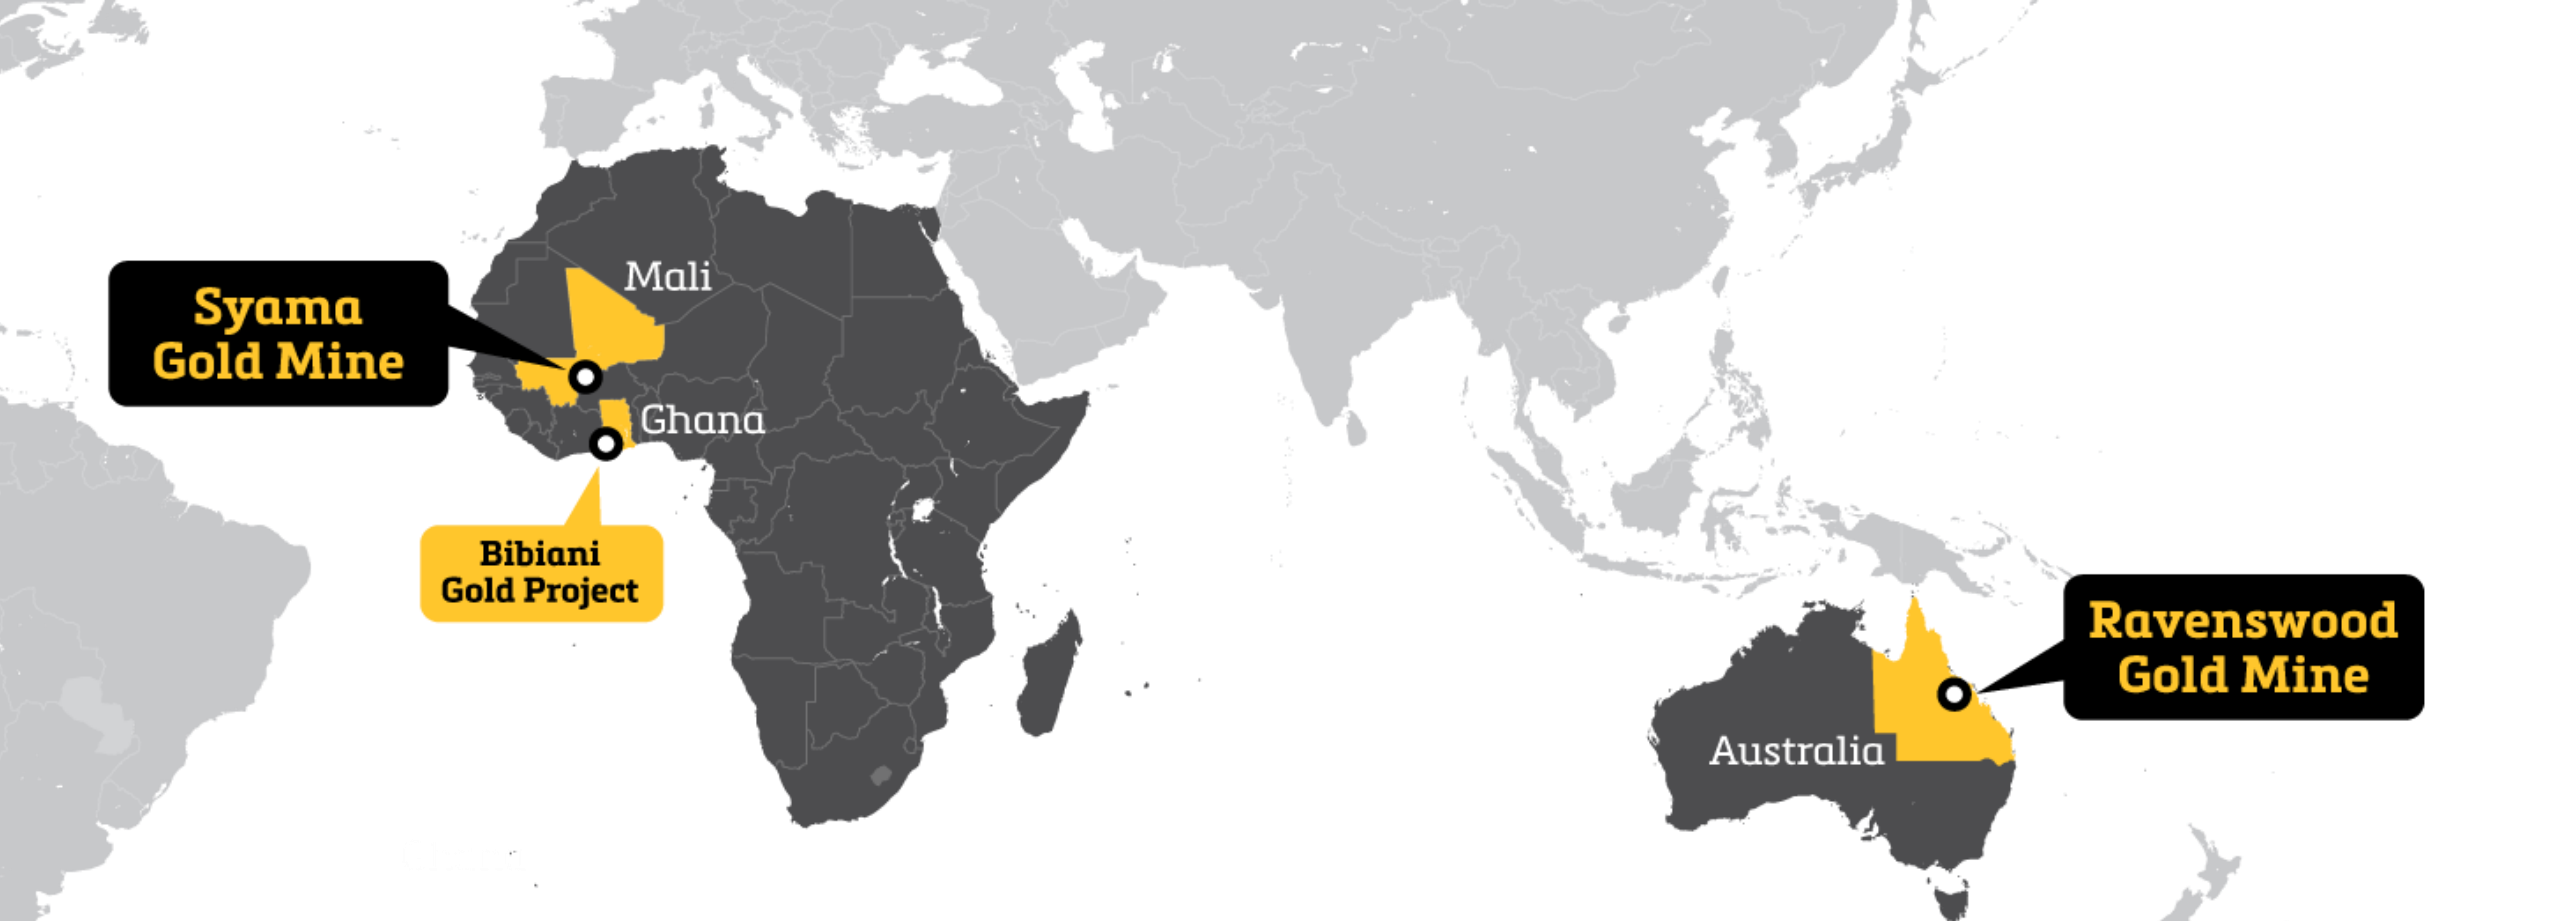 Mali
Syama
Gold Mine
Ghana
Bibiani
Gold Project
Ravenswood
Gold Mine
Australia